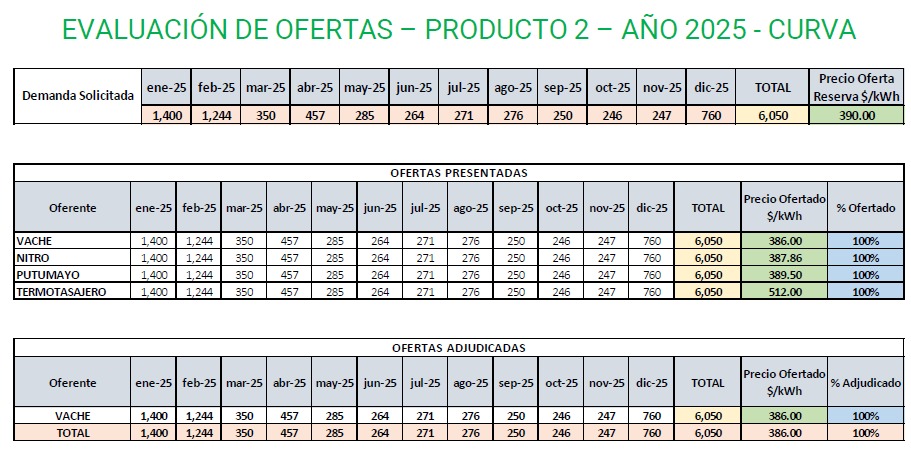 EVALUACIÓN DE OFERTAS – PRODUCTO 2 – AÑO 2025 - CURVA
Demanda Solicitada ene-25 feb-25 mar-25 abr-25 may-25 jun-25 jul-25 ago-25 sep-25 oct-25 nov-25 dic-25 TOTAL Precio Oferta Reserva $/kWh
1,400 1,244 350 457 285 264 271 276 250 246 247 760 6,050 390.00
OFERTAS PRESENTADAS
Oferente ene-25 feb-25 mar-25 abr-25 may-25 jun-25 jul-25 ago-25 sep-25 oct-25 nov-25 dic-25 TOTAL Precio Ofertado $/kWh % Ofertado
VACHE 1,400 1,244 350 457 285 264 271 276 250 246 247 760 6,050 386.00 100%
NITRO 1,400 1,244 350 457 285 264 271 276 250 246 247 760 6,050 387.86 100%
PUTUMAYO 1,400 1,244 350 457 285 264 271 276 250 246 247 760 6,050 389.50 100%
TERMOTASAJERO 1,400 1,244 350 457 285 264 271 276 250 246 247 760 6,050 512.00 100%
OFERTAS ADJUDICADAS
Oferente ene-25 feb-25 mar-25 abr-25 may-25 jun-25 jul-25 ago-25 sep-25 oct-25 nov-25 dic-25 TOTAL Precio Ofertado $/kWh % Adjudicado
VACHE 1,400 1,244 350 457 285 264 271 276 250 246 247 760 6,050 386.00 100%
TOTAL 1,400 1,244 350 457 285 264 271 276 250 246 247 760 6,050 386.00 100%